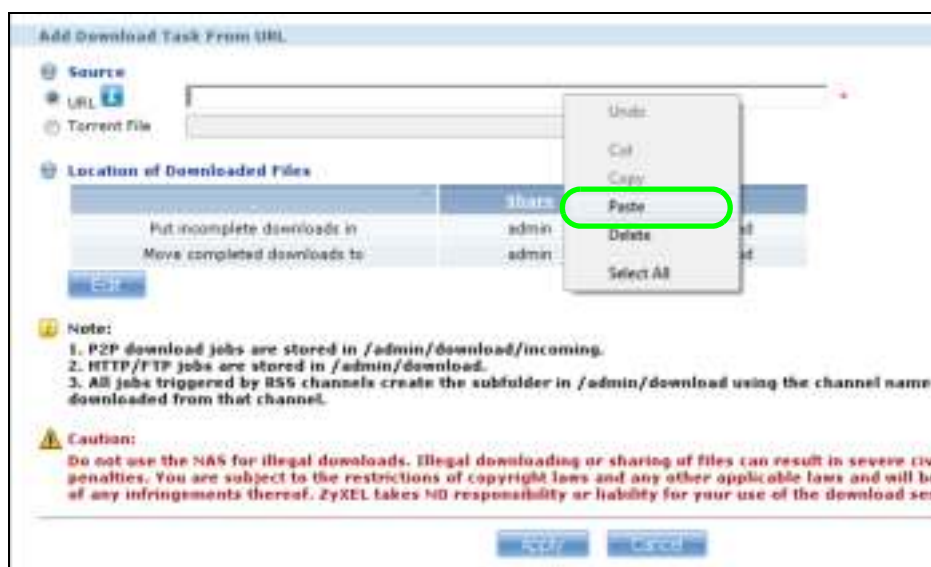 Add Download Task From URL
Source
URL
Torrent File
Undo
Cut
Copy
Paste
Delete
Select All
Location of Downloaded Files
Share
Put incomplete downloads in admin
Move completed downloads to admin
Edit
Note:
1. P2P download jobs are stored in /admin/download/incoming.
2. HTTP/FTP jobs are stored in /admin/download.
3. All jobs triggered by RSS channels create the subfolder in /admin/download using the channel name
downloaded from that channel.
Caution:
Do not use the NAS for illegal downloads. Illegal downloading or sharing of files can result in severe civ
penalties. You are subject to the restrictions of copyright laws and any other applicable laws and will b
of any infringements thereof. ZyXEL takes NO responsibility or liability for your use of the download se
Apply Cancel